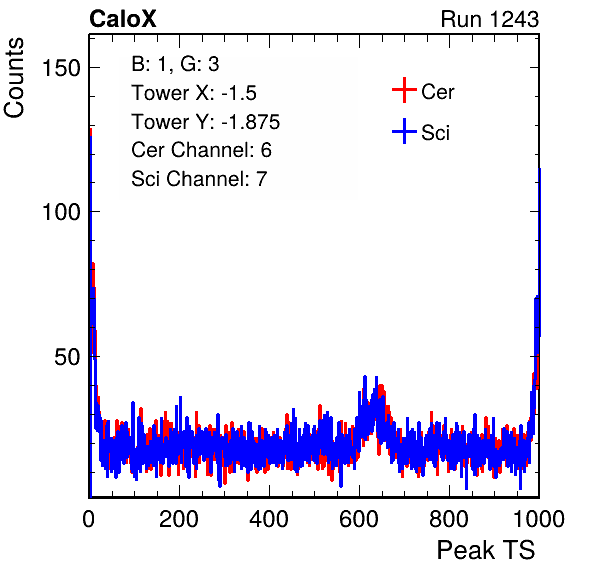 CaloX Run 1243
Counts
150
100
50
B: 1, G: 3
Tower X: -1.5
Tower Y: -1.875
Cer Channel: 6
Sci Channel: 7
Cer
Sci
0 200 400 600 800 1000
Peak TS